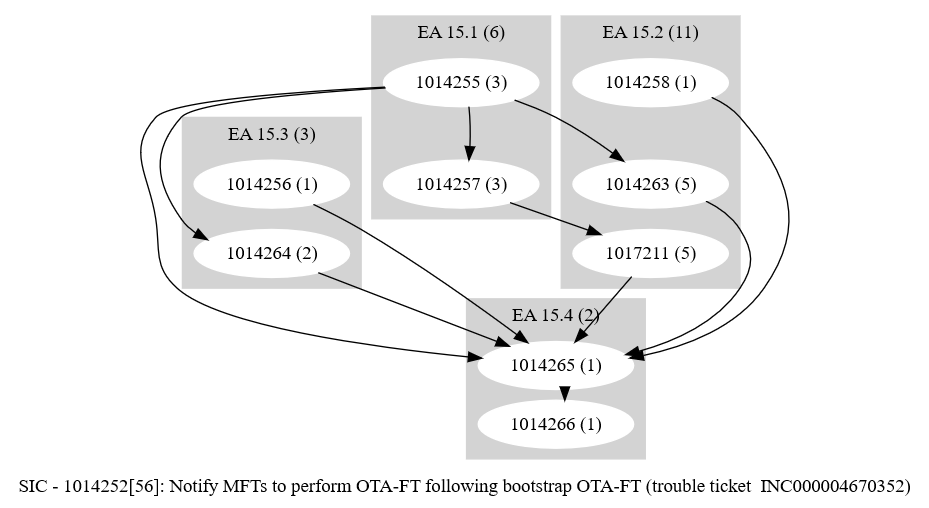 EA 15.1 (6)
EA 15.2 (11)
1014255 (3)
1014258 (1)
EA 15.3 (3)
1014256 (1)
1014257 (3)
1014263 (5)
1014264 (2)
1017211 (5)
EA 15.4 (2)
1014265 (1)
1014266 (1)
SIC - 1014252[56]: Notify MFTs to perform OTA-FT following bootstrap OTA-FT (trouble ticket  INC000004670352)